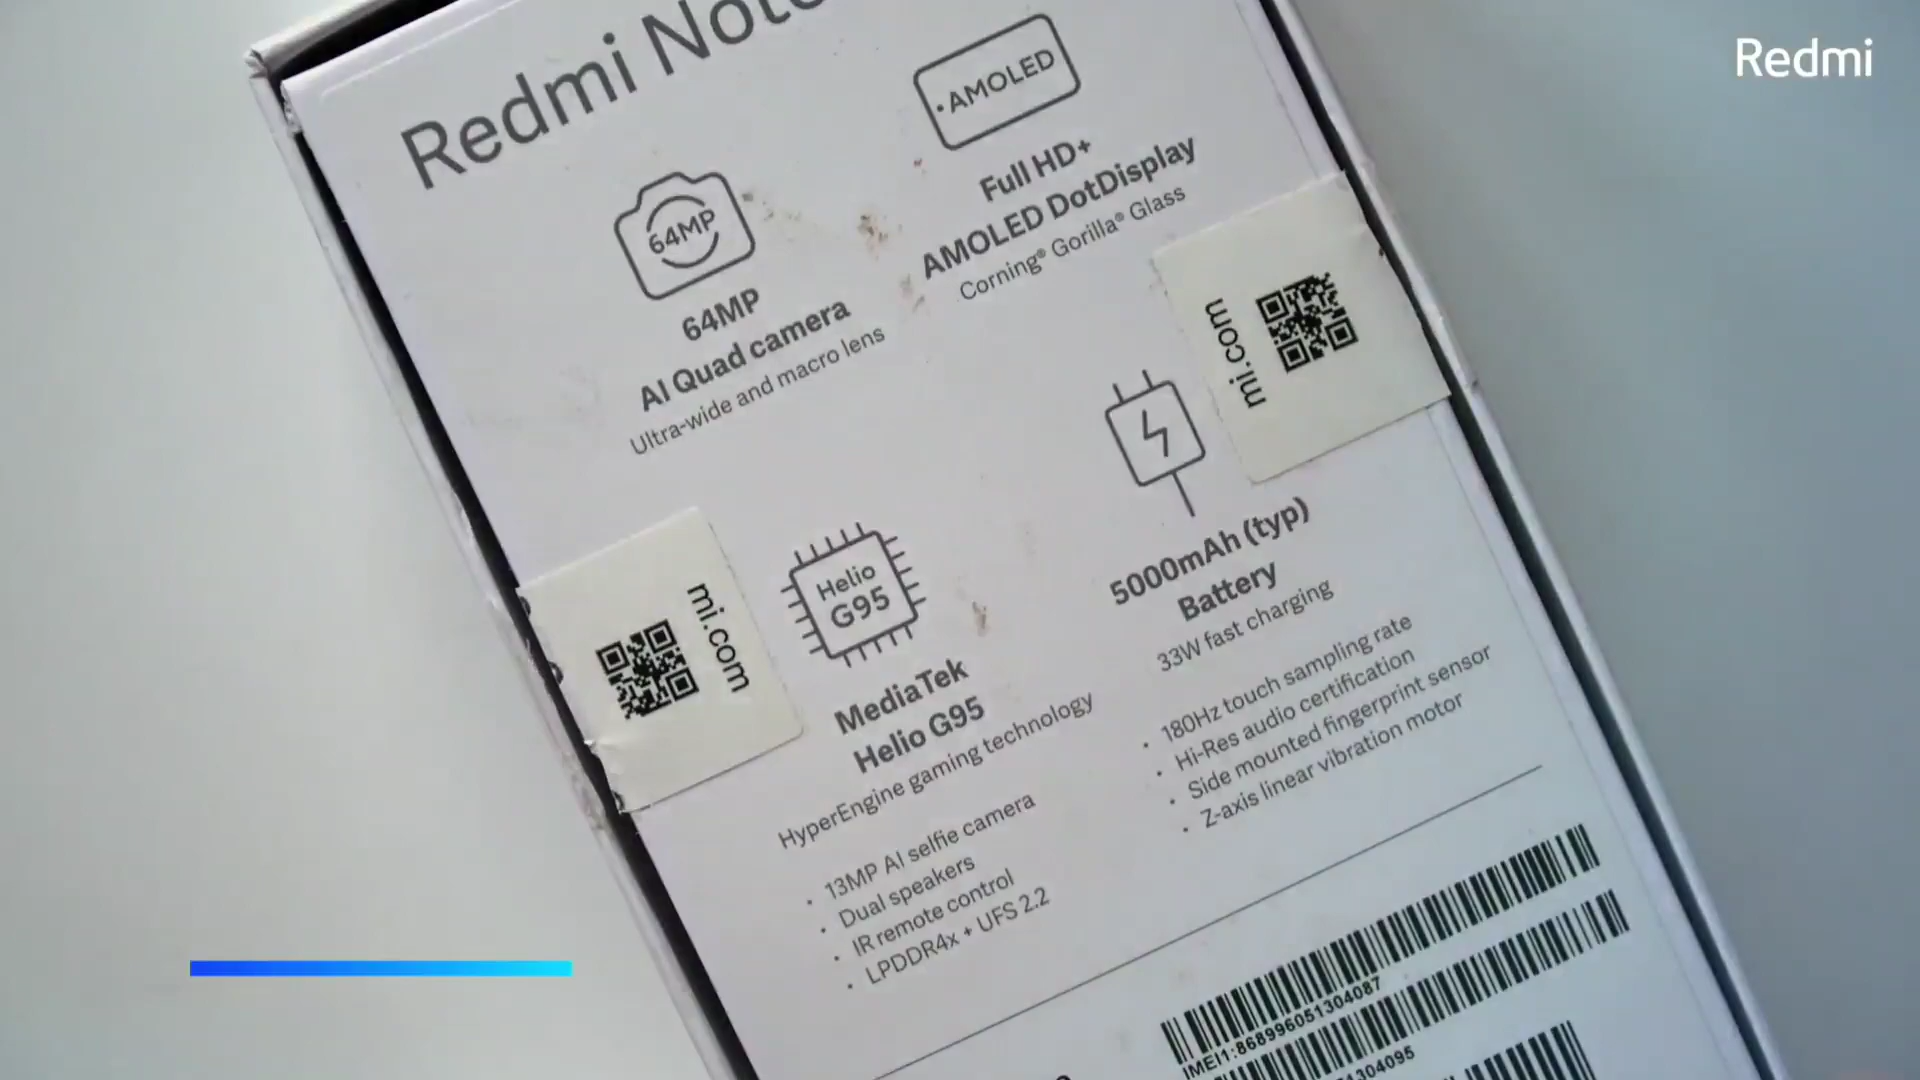 Redmi
Redmi Note
AMOLED
Full HD+
AMOLED DotDisplay
Corning® Gorilla® Glass
64MP
64MP
AI Quad camera
Ultra-wide and macro lens
mi.com
5000mAh (typ)
Battery
33W fast charging
mi.com
Helio
G95
MediaTek
Helio G95
HyperEngine gaming technology
· 180Hz touch sampling rate
· Hi-Res audio certification
· Side mounted fingerprint sensor
· Z-axis linear vibration motor
· 13MP AI selfie camera
· Dual speakers
· IR remote control
· LPDDR4x + UFS 2.2
IMEI1:868996051304087
1304095